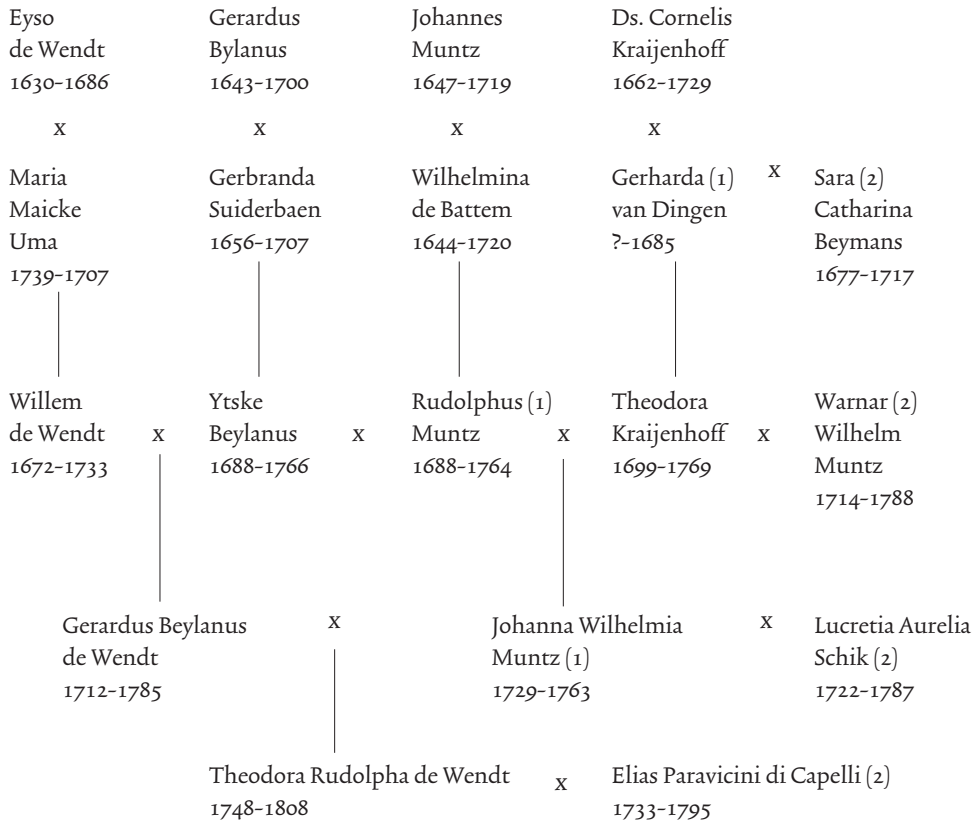 Eyso
de Wendt
1630-1686
Gerardus
Bylanus
1643-1700
Johannes
Muntz
1647-1719
Ds. Cornelis
Kraijenhoff
1662-1729
x
x
x
x
Maria
Maicke
Uma
1739-1707
Gerbranda
Suiderbaen
1656-1707
Wilhelmina
de Battem
1644-1720
Gerharda (1)
van Dingen
?-1685
x
Sara (2)
Catharina
Beymans
1677-1717
Willem
de Wendt
1672-1733
x
Ytske
Beylanus
1688-1766
x
Rudolphus (1)
Muntz
1688-1764
x
Theodora
Kraijenhoff
1699-1769
x
Warnar (2)
Wilhelm
Muntz
1714-1788
Gerardus Beylanus
de Wendt
1712-1785
x
Johanna Wilhelmia
Muntz (1)
1729-1763
x
Lucretia Aurelia
Schik (2)
1722-1787
Theodora Rudolpha de Wendt
1748-1808
x
Elias Paravicini di Capelli (2)
1733-1795